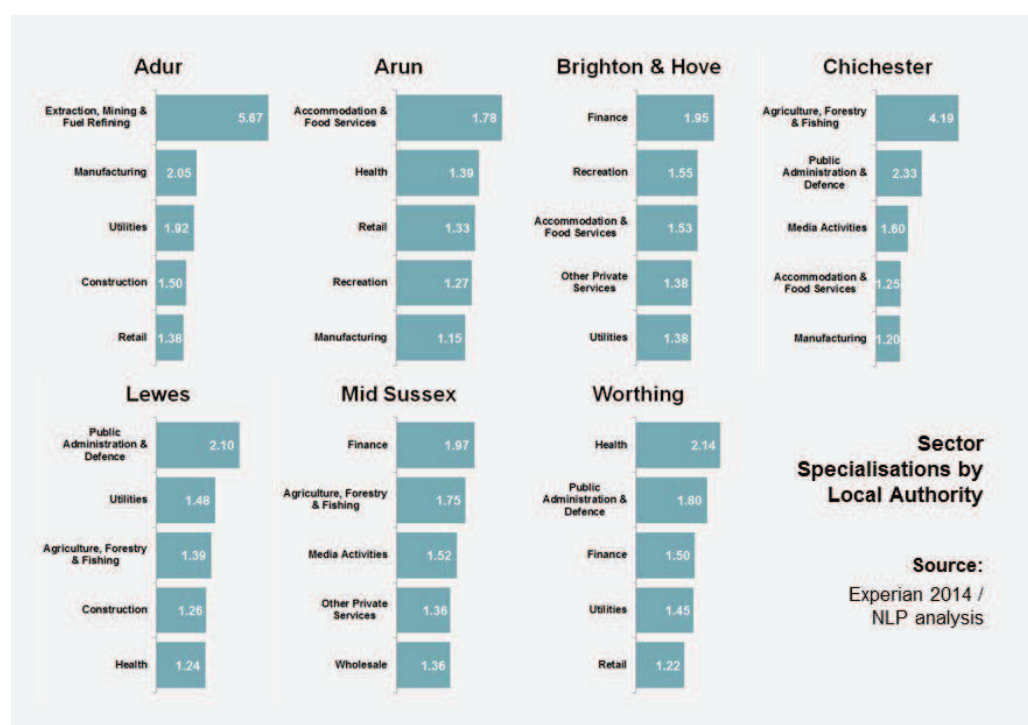 Adur
Extraction, Mining &
Fuel Refining
5.67
Manufacturing
2.05
Utilities
1.92
Construction
1.50
Retail
1.38
Arun
Accommodation &
Food Services
1.78
Health
1.39
Retail
1.33
Recreation
1.27
Manufacturing
1.15
Brighton & Hove
Finance
1.95
Recreation
1.55
Accommodation &
Food Services
1.53
Other Private
Services
1.38
Utilities
1.38
Chichester
Agriculture, Forestry
& Fishing
4.19
Public
Administration &
Defence
2.33
Media Activities
1.60
Accommodation &
Food Services
1.25
Manufacturing
1.20
Lewes
Public
Administration &
Defence
2.10
Utilities
1.48
Agriculture, Forestry
& Fishing
1.39
Construction
1.26
Health
1.24
Mid Sussex
Finance
1.97
Agriculture, Forestry
& Fishing
1.75
Media Activities
1.52
Other Private
Services
1.36
Wholesale
1.36
Worthing
Health
2.14
Public
Administration &
Defence
1.80
Finance
1.50
Utilities
1.45
Retail
1.22
Sector
Specialisations by
Local Authority
Source:
Experian 2014 /
NLP analysis